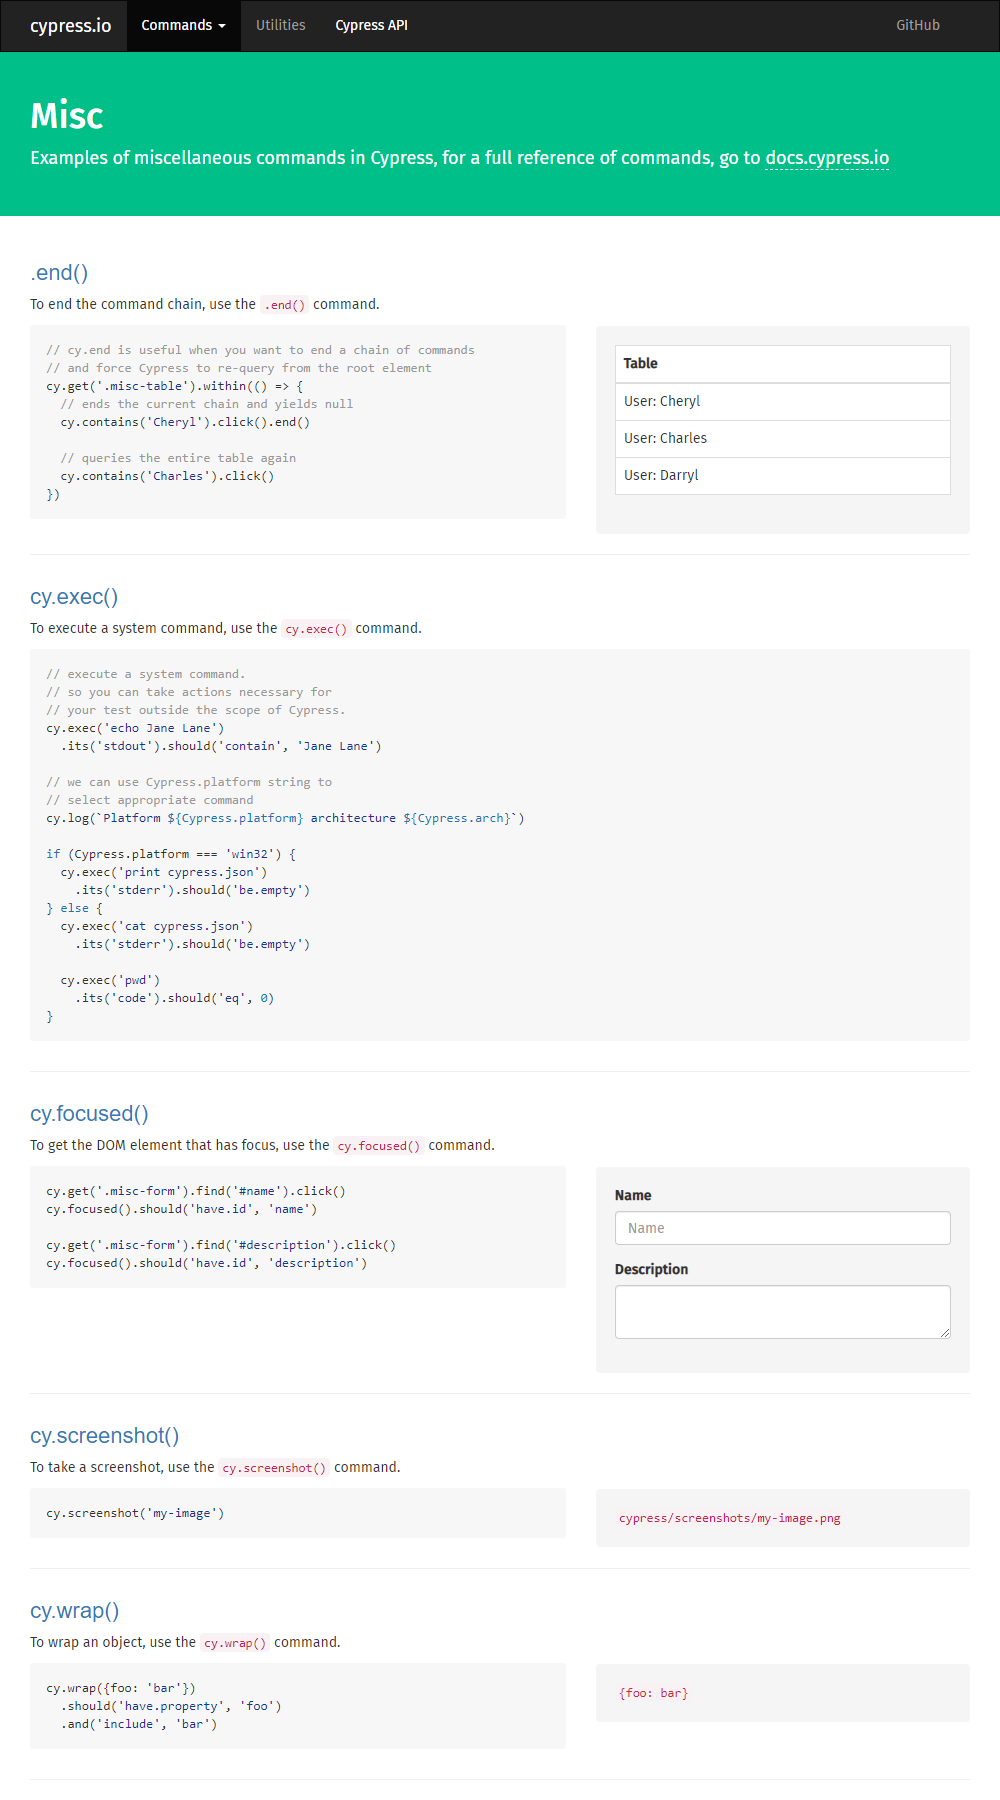 cypress.io Commands Utilities Cypress API GitHub
Misc
Examples of miscellaneous commands in Cypress, for a full reference of commands, go to docs.cypress.io
.end()
To end the command chain, use the .end() command.
// cy.end is useful when you want to end a chain of commands
// and force Cypress to re-query from the root element
cy.get('.misc-table').within(() => {
  // ends the current chain and yields null
  cy.contains('Cheryl').click().end()

  // queries the entire table again
  cy.contains('Charles').click()
})
Table
User: Cheryl
User: Charles
User: Darryl
cy.exec()
To execute a system command, use the cy.exec() command.
// execute a system command.
// so you can take actions necessary for
// your test outside the scope of Cypress.
cy.exec('echo Jane Lane')
  .its('stdout').should('contain', 'Jane Lane')

// we can use Cypress.platform string to
// select appropriate command
cy.log(`Platform ${Cypress.platform} architecture ${Cypress.arch}`)

if (Cypress.platform === 'win32') {
  cy.exec('print cypress.json')
    .its('stderr').should('be.empty')
} else {
  cy.exec('cat cypress.json')
    .its('stderr').should('be.empty')

  cy.exec('pwd')
    .its('code').should('eq', 0)
}
cy.focused()
To get the DOM element that has focus, use the cy.focused() command.
cy.get('.misc-form').find('#name').click()
cy.focused().should('have.id', 'name')

cy.get('.misc-form').find('#description').click()
cy.focused().should('have.id', 'description')
Name
Name
Description
cy.screenshot()
To take a screenshot, use the cy.screenshot() command.
cy.screenshot('my-image')
cypress/screenshots/my-image.png
cy.wrap()
To wrap an object, use the cy.wrap() command.
cy.wrap({foo: 'bar'})
  .should('have.property', 'foo')
  .and('include', 'bar')
{foo: bar}